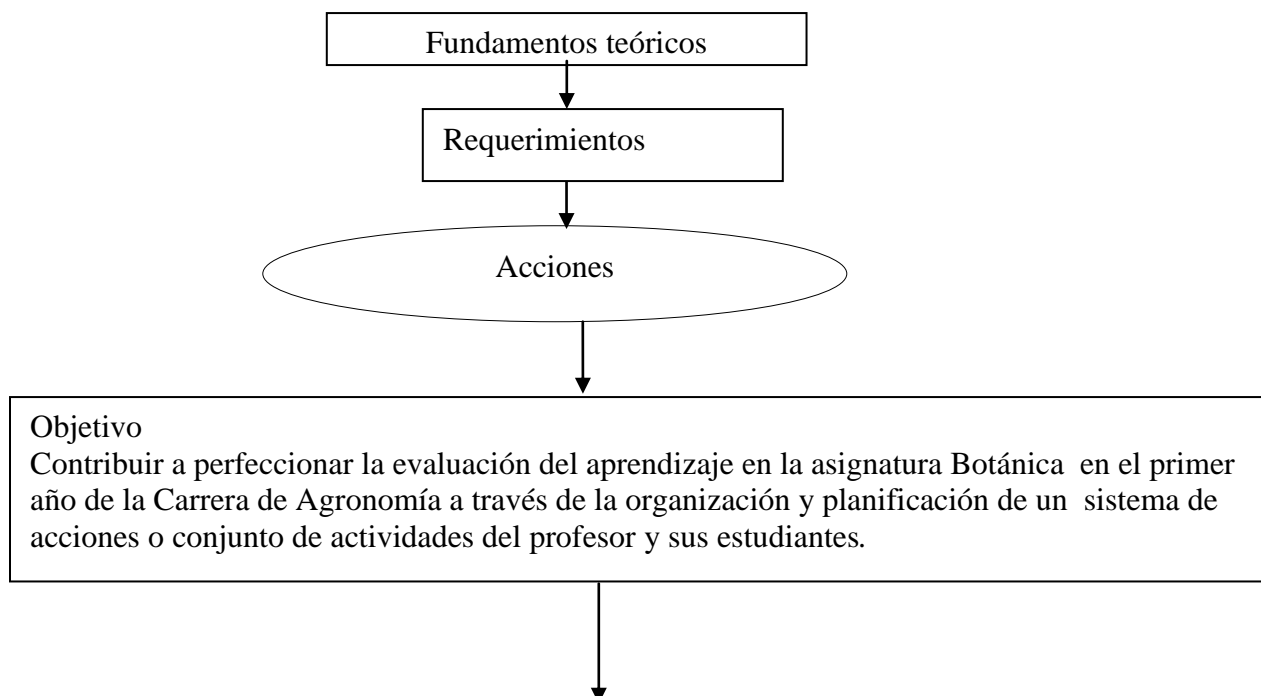 Fundamentos teóricos
Requerimientos
Acciones
Objetivo
Contribuir a perfeccionar la evaluación del aprendizaje en la asignatura Botánica  en el primer
año de la Carrera de Agronomía a través de la organización y planificación de un  sistema de
acciones o conjunto de actividades del profesor y sus estudiantes.